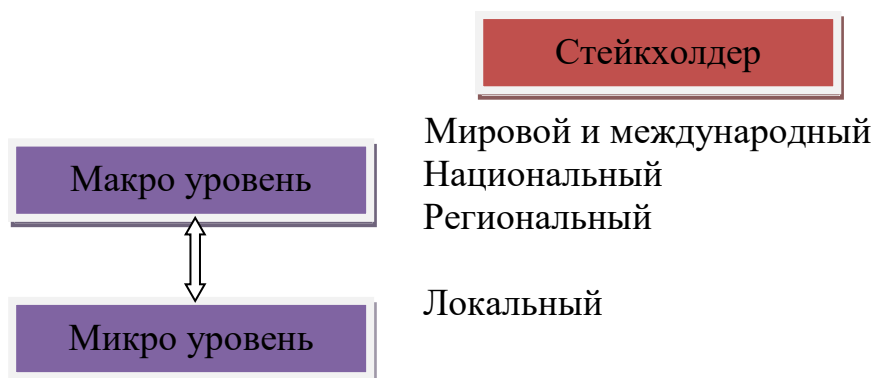 Стейкхолдер
Мировой и международный
Макро уровень
Национальный
Региональный
Локальный
Микро уровень